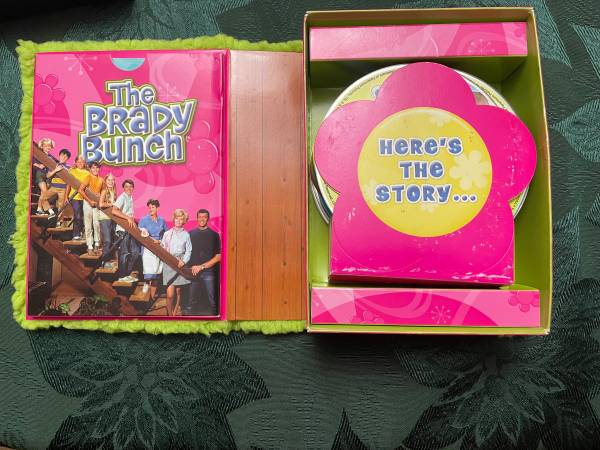 The
BRADY
BUNCH
HERE'S
THE
STORY...